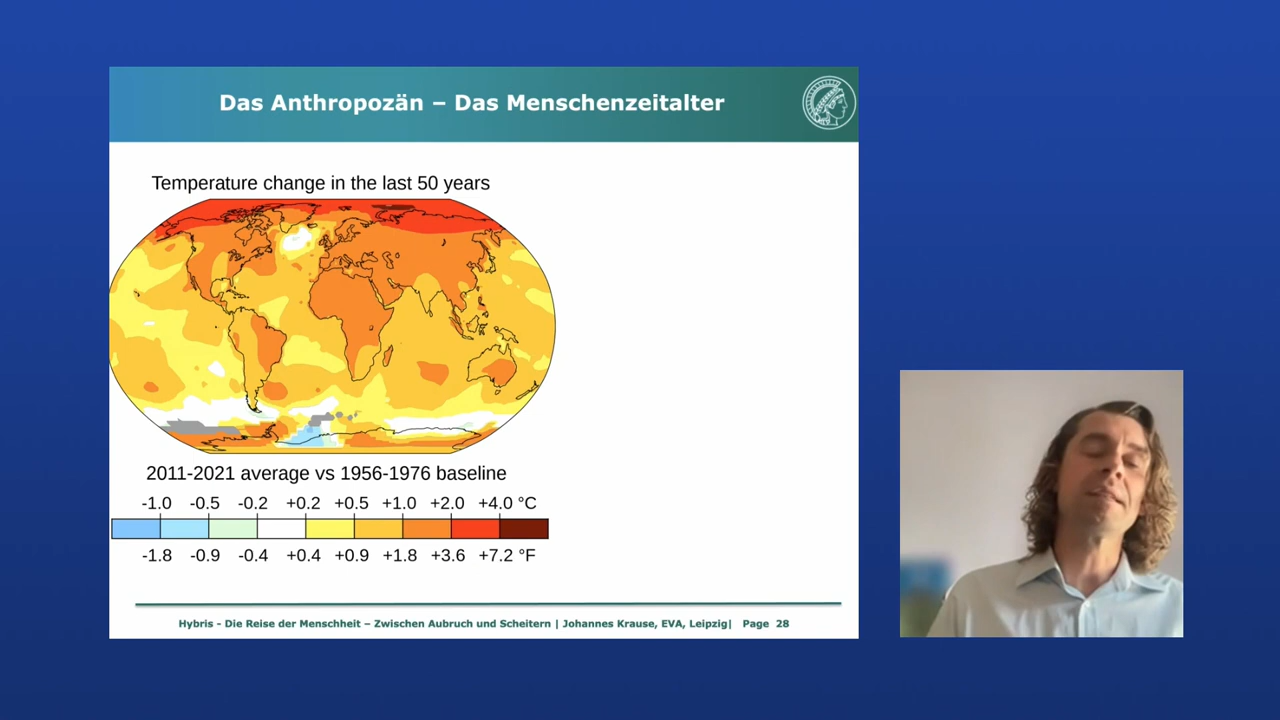 Das Anthropozän – Das Menschenzeitalter
Temperature change in the last 50 years
2011-2021 average vs 1956-1976 baseline
-1.0 -0.5 -0.2 +0.2 +0.5 +1.0 +2.0 +4.0 °C
-1.8 -0.9 -0.4 +0.4 +0.9 +1.8 +3.6 +7.2 °F
Hybris - Die Reise der Menschheit – Zwischen Aubruch und Scheitern | Johannes Krause, EVA, Leipzig| Page 28